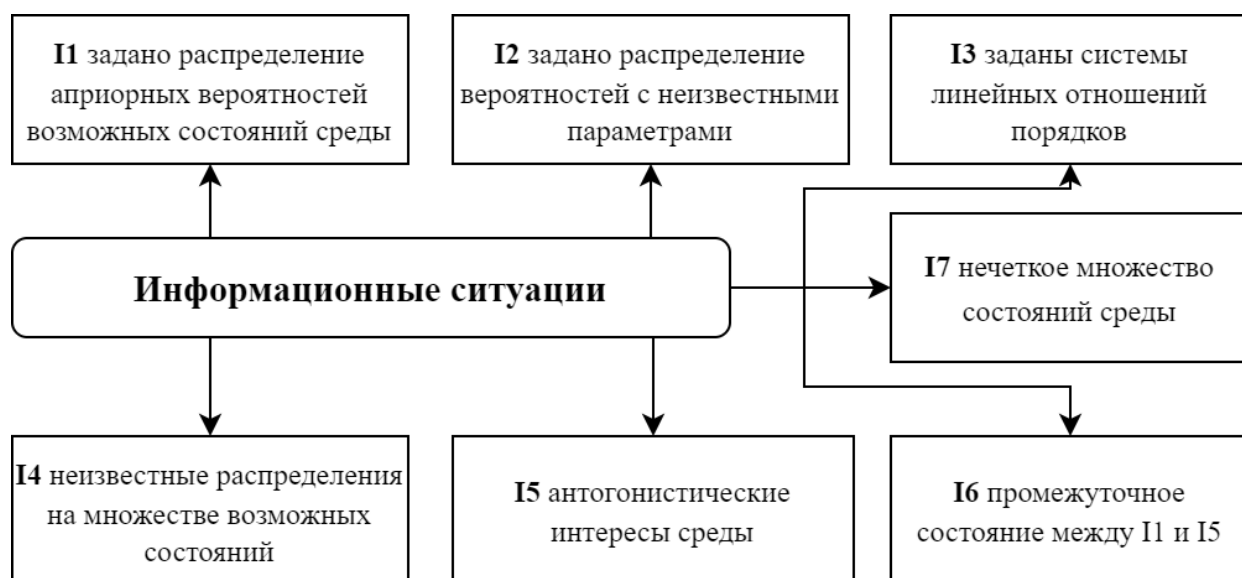 I1 задано распределение
априорных вероятностей
возможных состояний среды
I2 задано распределение
вероятностей с неизвестными
параметрами
I3 заданы системы
линейных отношений
порядков
Информационные ситуации
I7 нечеткое множество
состояний среды
I4 неизвестные распределения
на множестве возможных
состояний
I5 антогонистические
интересы среды
I6 промежуточное
состояние между I1 и I5